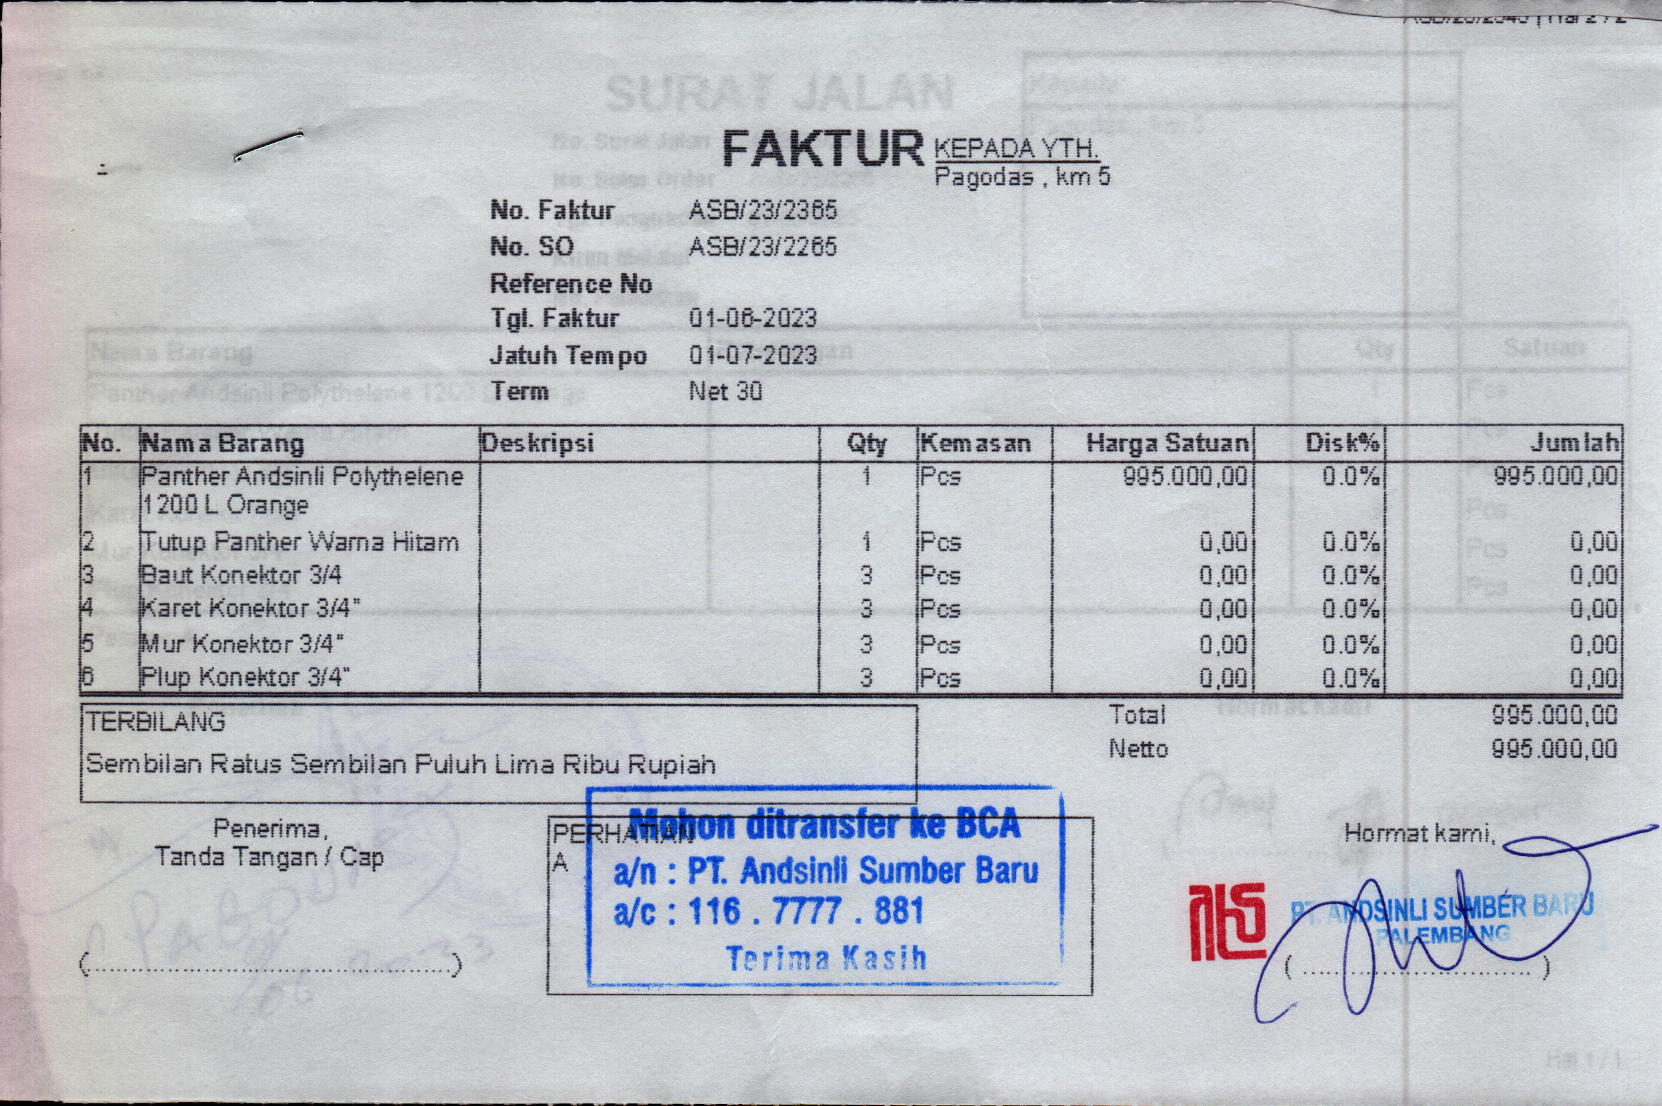 FAKTUR
KEPADA YTH.
Pagodas , km 5
No. Faktur ASB/23/2365
No. SO ASB/23/2265
Reference No
Tgl. Faktur 01-06-2023
Jatuh Tempo 01-07-2023
Term Net 30
No. Nama Barang Deskripsi Qty Kemasan Harga Satuan Disk% Jumlah
1 Panther Andsinli Polythelene 1 Pcs 995.000,00 0.0% 995.000,00
1200 L Orange
2 Tutup Panther Warna Hitam 1 Pcs 0,00 0.0% 0,00
3 Baut Konektor 3/4 3 Pcs 0,00 0.0% 0,00
4 Karet Konektor 3/4" 3 Pcs 0,00 0.0% 0,00
5 Mur Konektor 3/4" 3 Pcs 0,00 0.0% 0,00
6 Plup Konektor 3/4" 3 Pcs 0,00 0.0% 0,00
TERBILANG
Sembilan Ratus Sembilan Puluh Lima Ribu Rupiah
Total 995.000,00
Netto 995.000,00
Penerima,
Tanda Tangan / Cap
(......................................................)
PERHATIAN
A
Mohon ditransfer ke BCA
a/n : PT. Andsinli Sumber Baru
a/c : 116 . 7777 . 881
Terima Kasih
Hormat kami,
PT. ANDSINLI SUMBER BARU
PALEMBANG
( .................................. )
SURAT JALAN
Hal 1 / 1